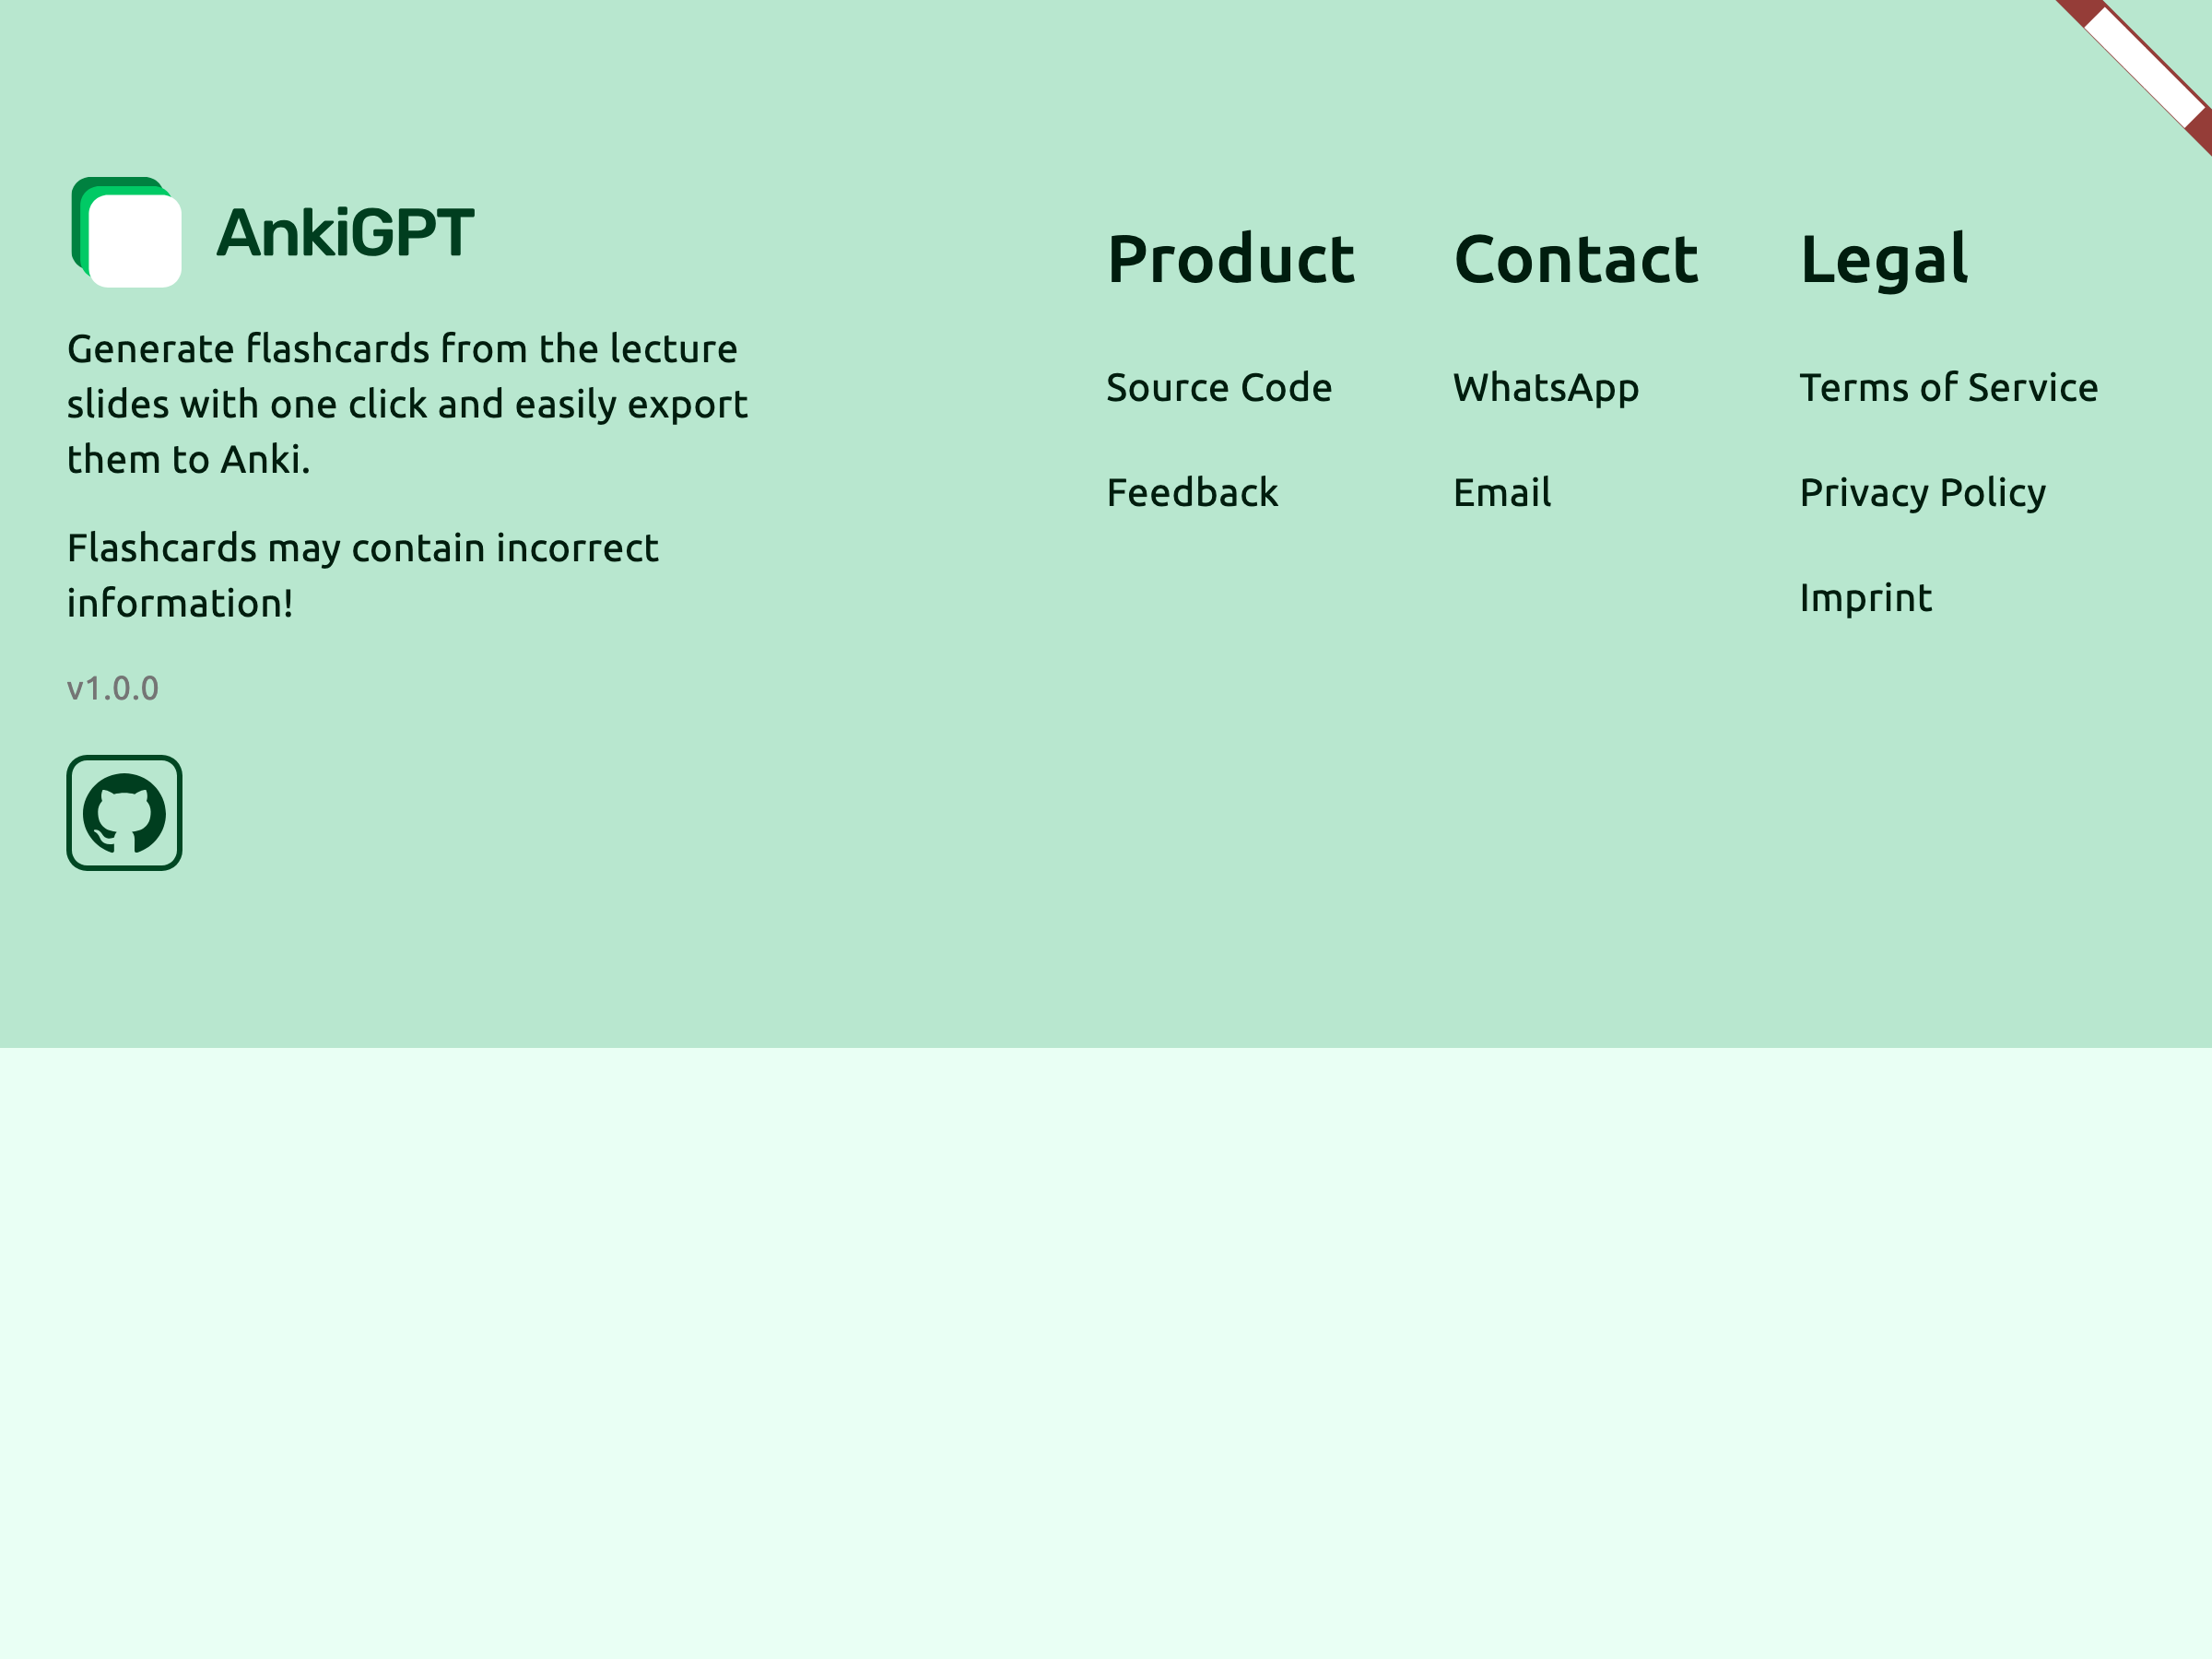 AnkiGPT
Generate flashcards from the lecture
slides with one click and easily export
them to Anki.
Flashcards may contain incorrect
information!
v1.0.0
Product
Source Code
Feedback
Contact
WhatsApp
Email
Legal
Terms of Service
Privacy Policy
Imprint